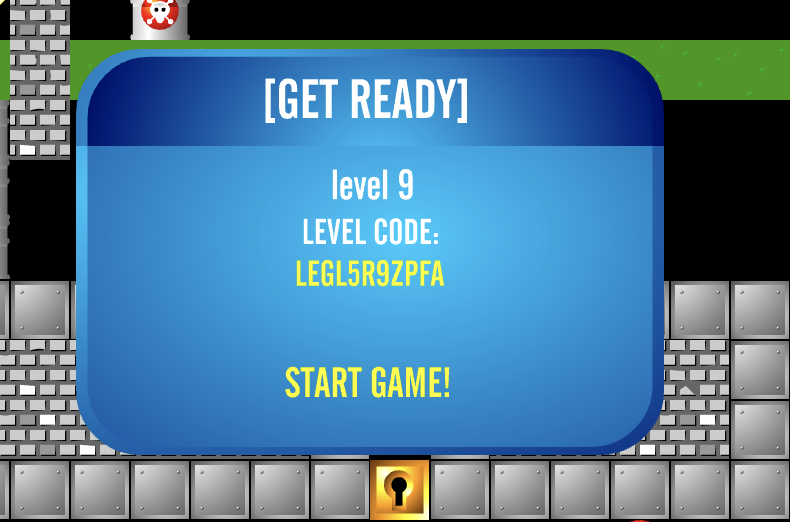 [GET READY]
level 9
LEVEL CODE:
LEGL5R9ZPFA
START GAME!